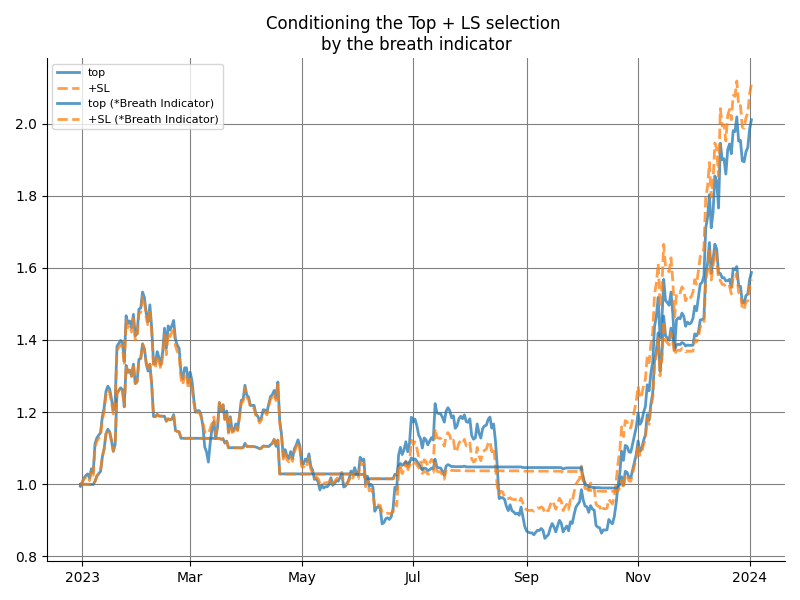 Conditioning the Top + LS selection
by the breath indicator
top
+SL
top (*Breath Indicator)
+SL (*Breath Indicator)
2.0
1.8
1.6
1.4
1.2
1.0
0.8
2023
Mar
May
Jul
Sep
Nov
2024